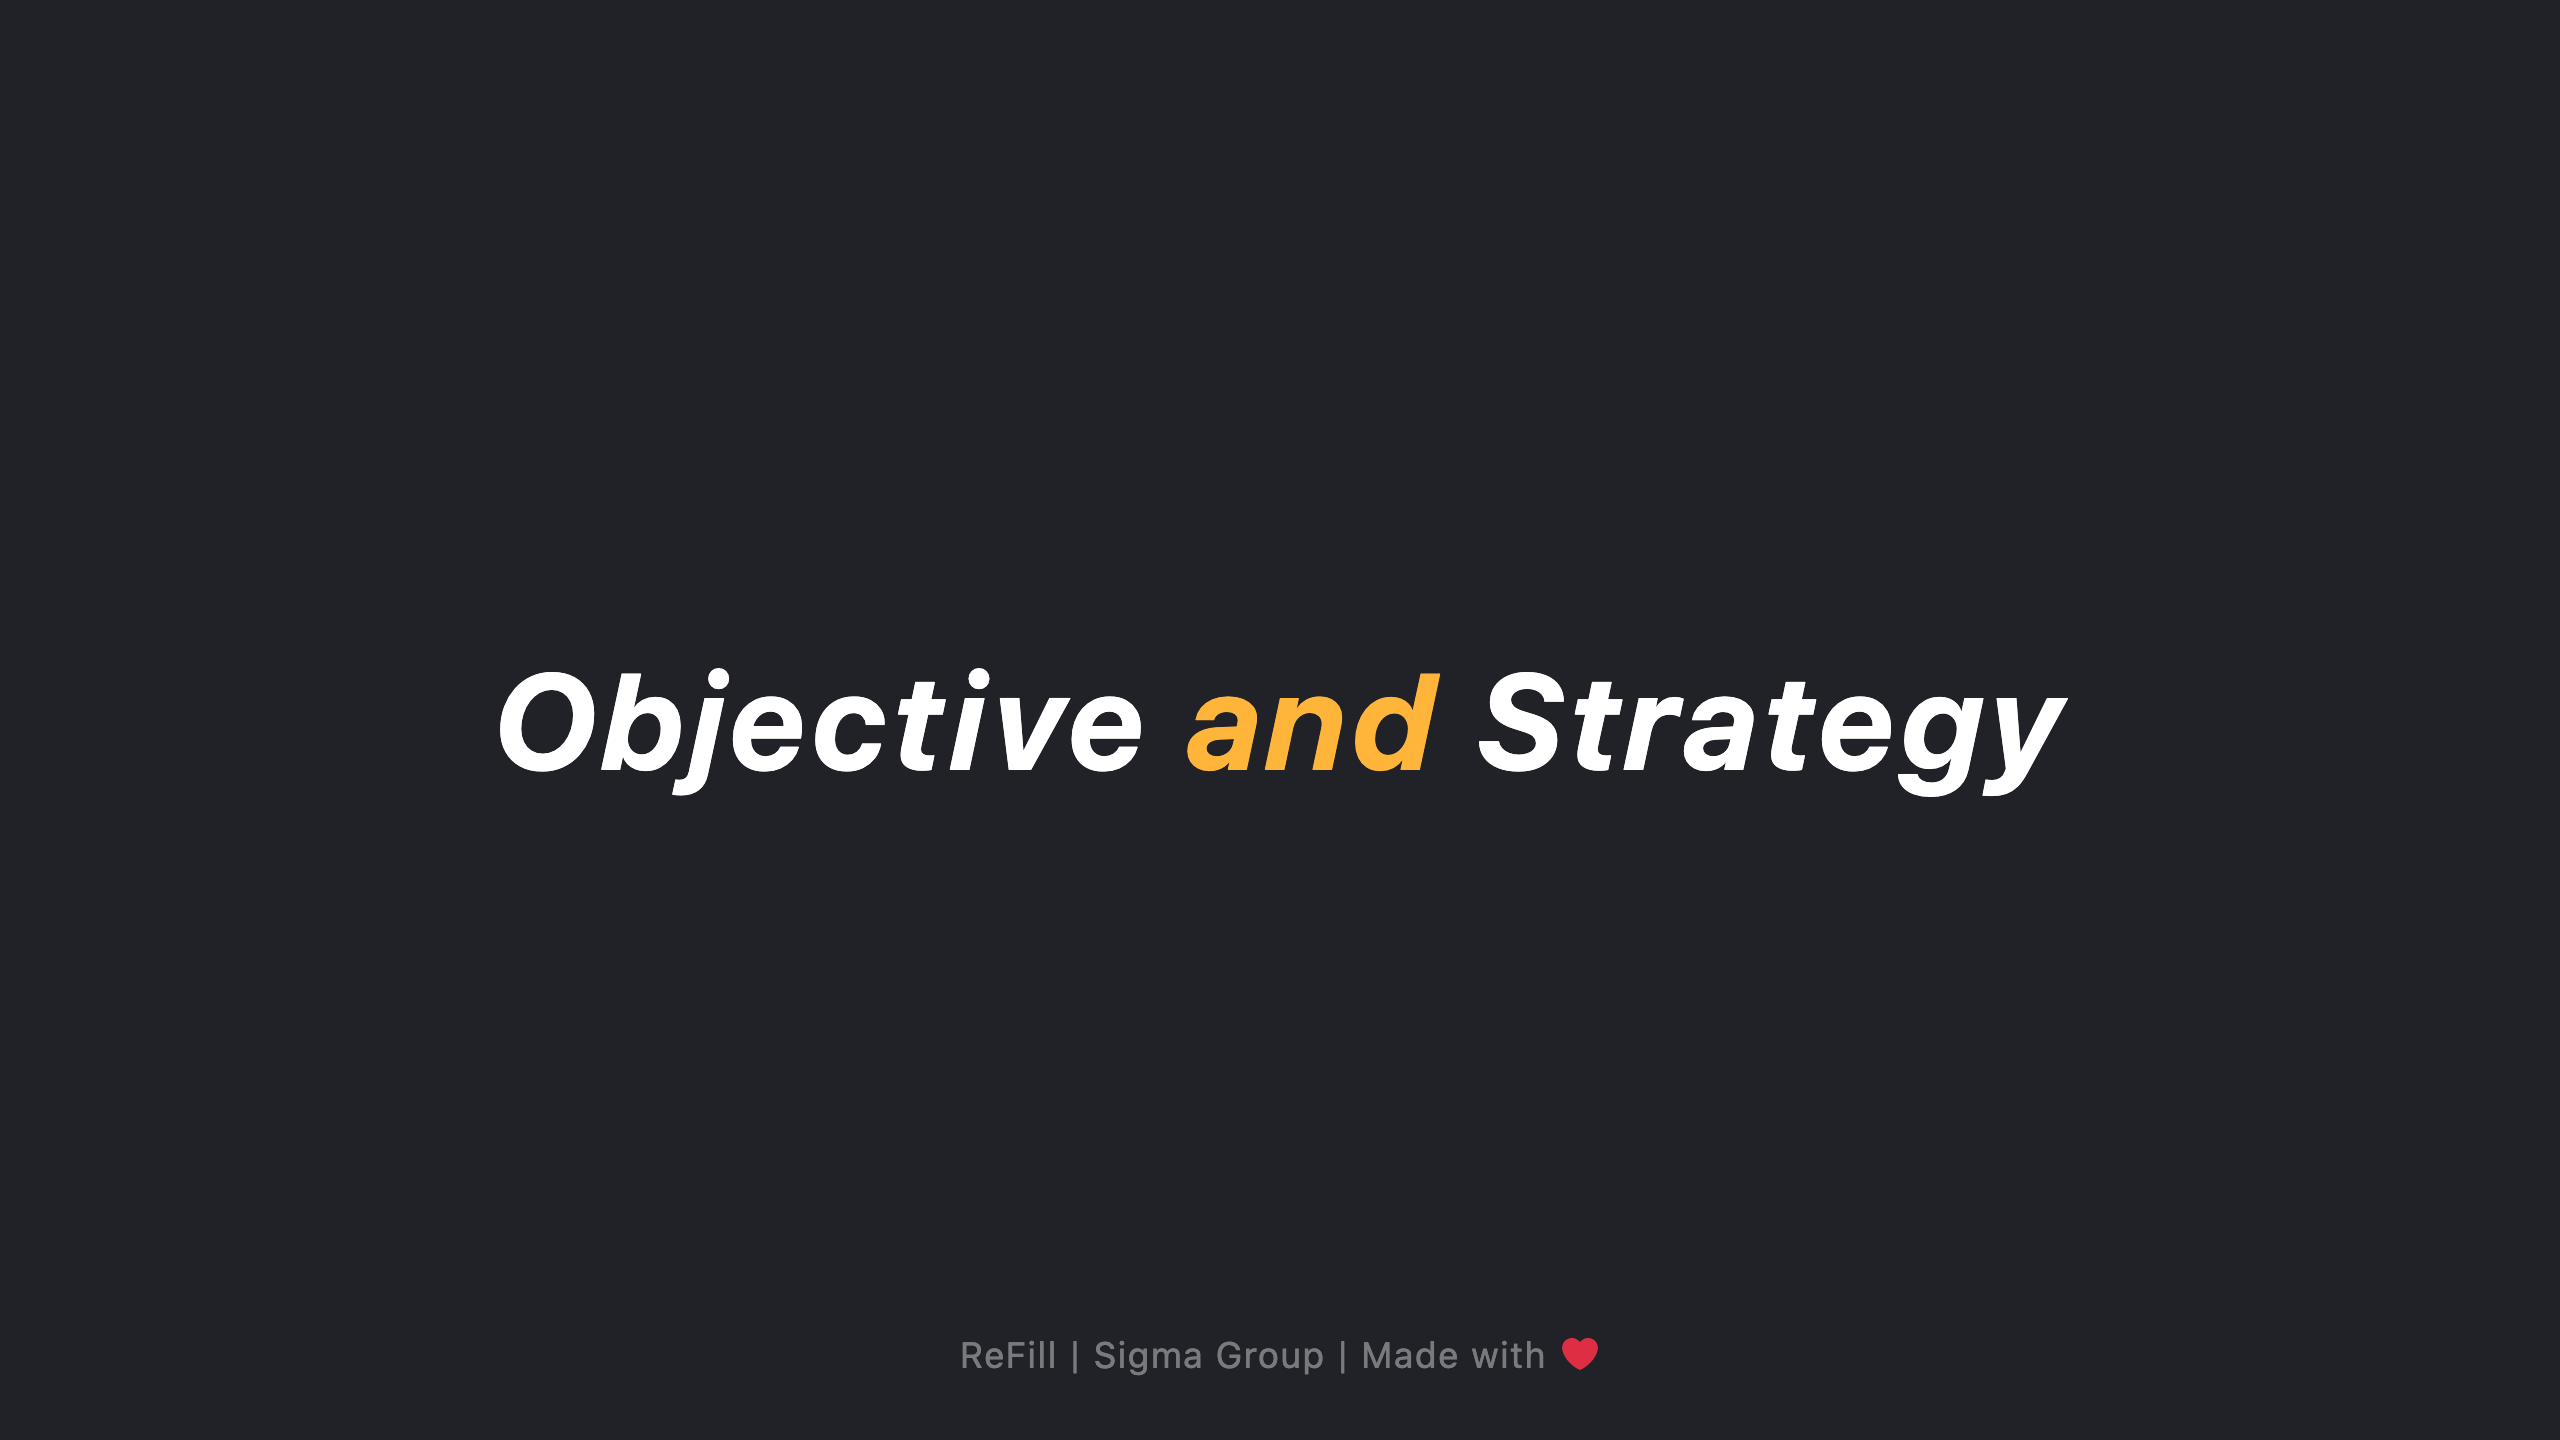 Objective and Strategy
ReFill | Sigma Group | Made with ❤️